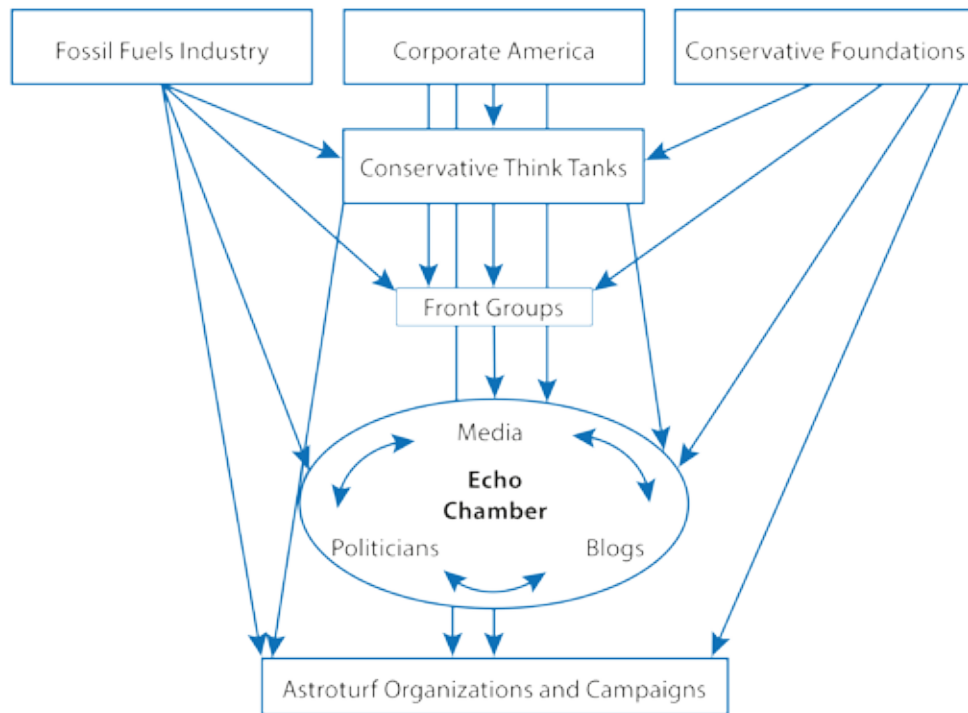 Fossil Fuels Industry
Corporate America
Conservative Foundations
Conservative Think Tanks
Front Groups
Media
Echo
Chamber
Politicians
Blogs
Astroturf Organizations and Campaigns